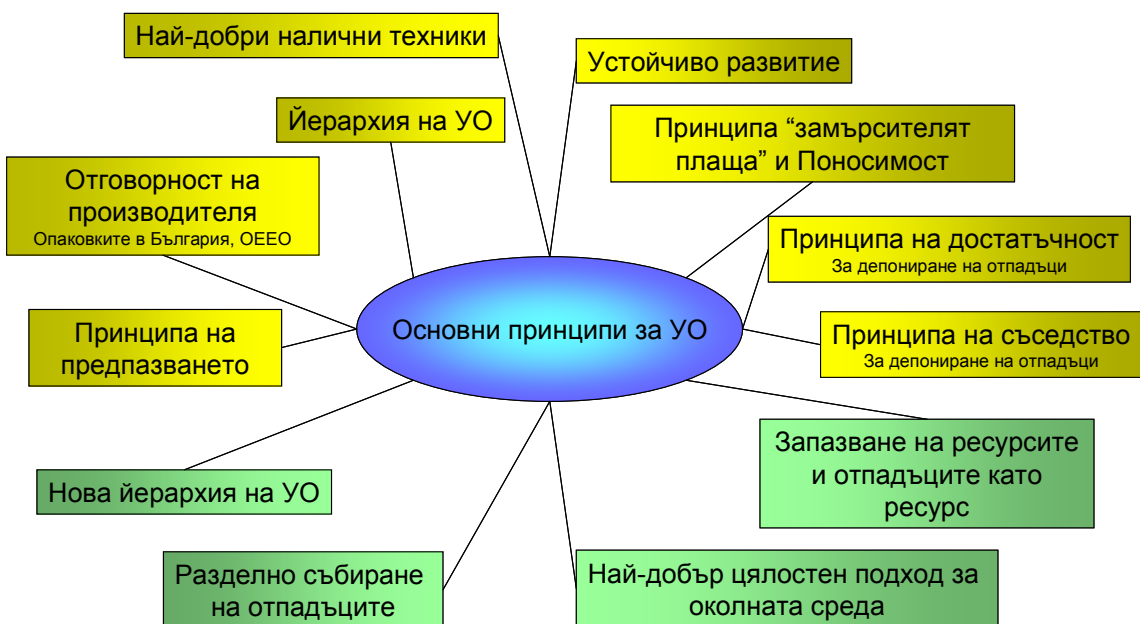 Най-добри налични техники
Устойчиво развитие
Йерархия на УО
Принципа “замърсителят
плаща” и Поносимост
Отговорност на
производителя
Опаковките в България, ОЕЕО
Принципа на достатъчност
За депониране на отпадъци
Основни принципи за УО
Принципа на
предпазването
Принципа на съседство
За депониране на отпадъци
Нова йерархия на УО
Запазване на ресурсите
и отпадъците като
ресурс
Разделно събиране
на отпадъците
Най-добър цялостен подход за
околната среда